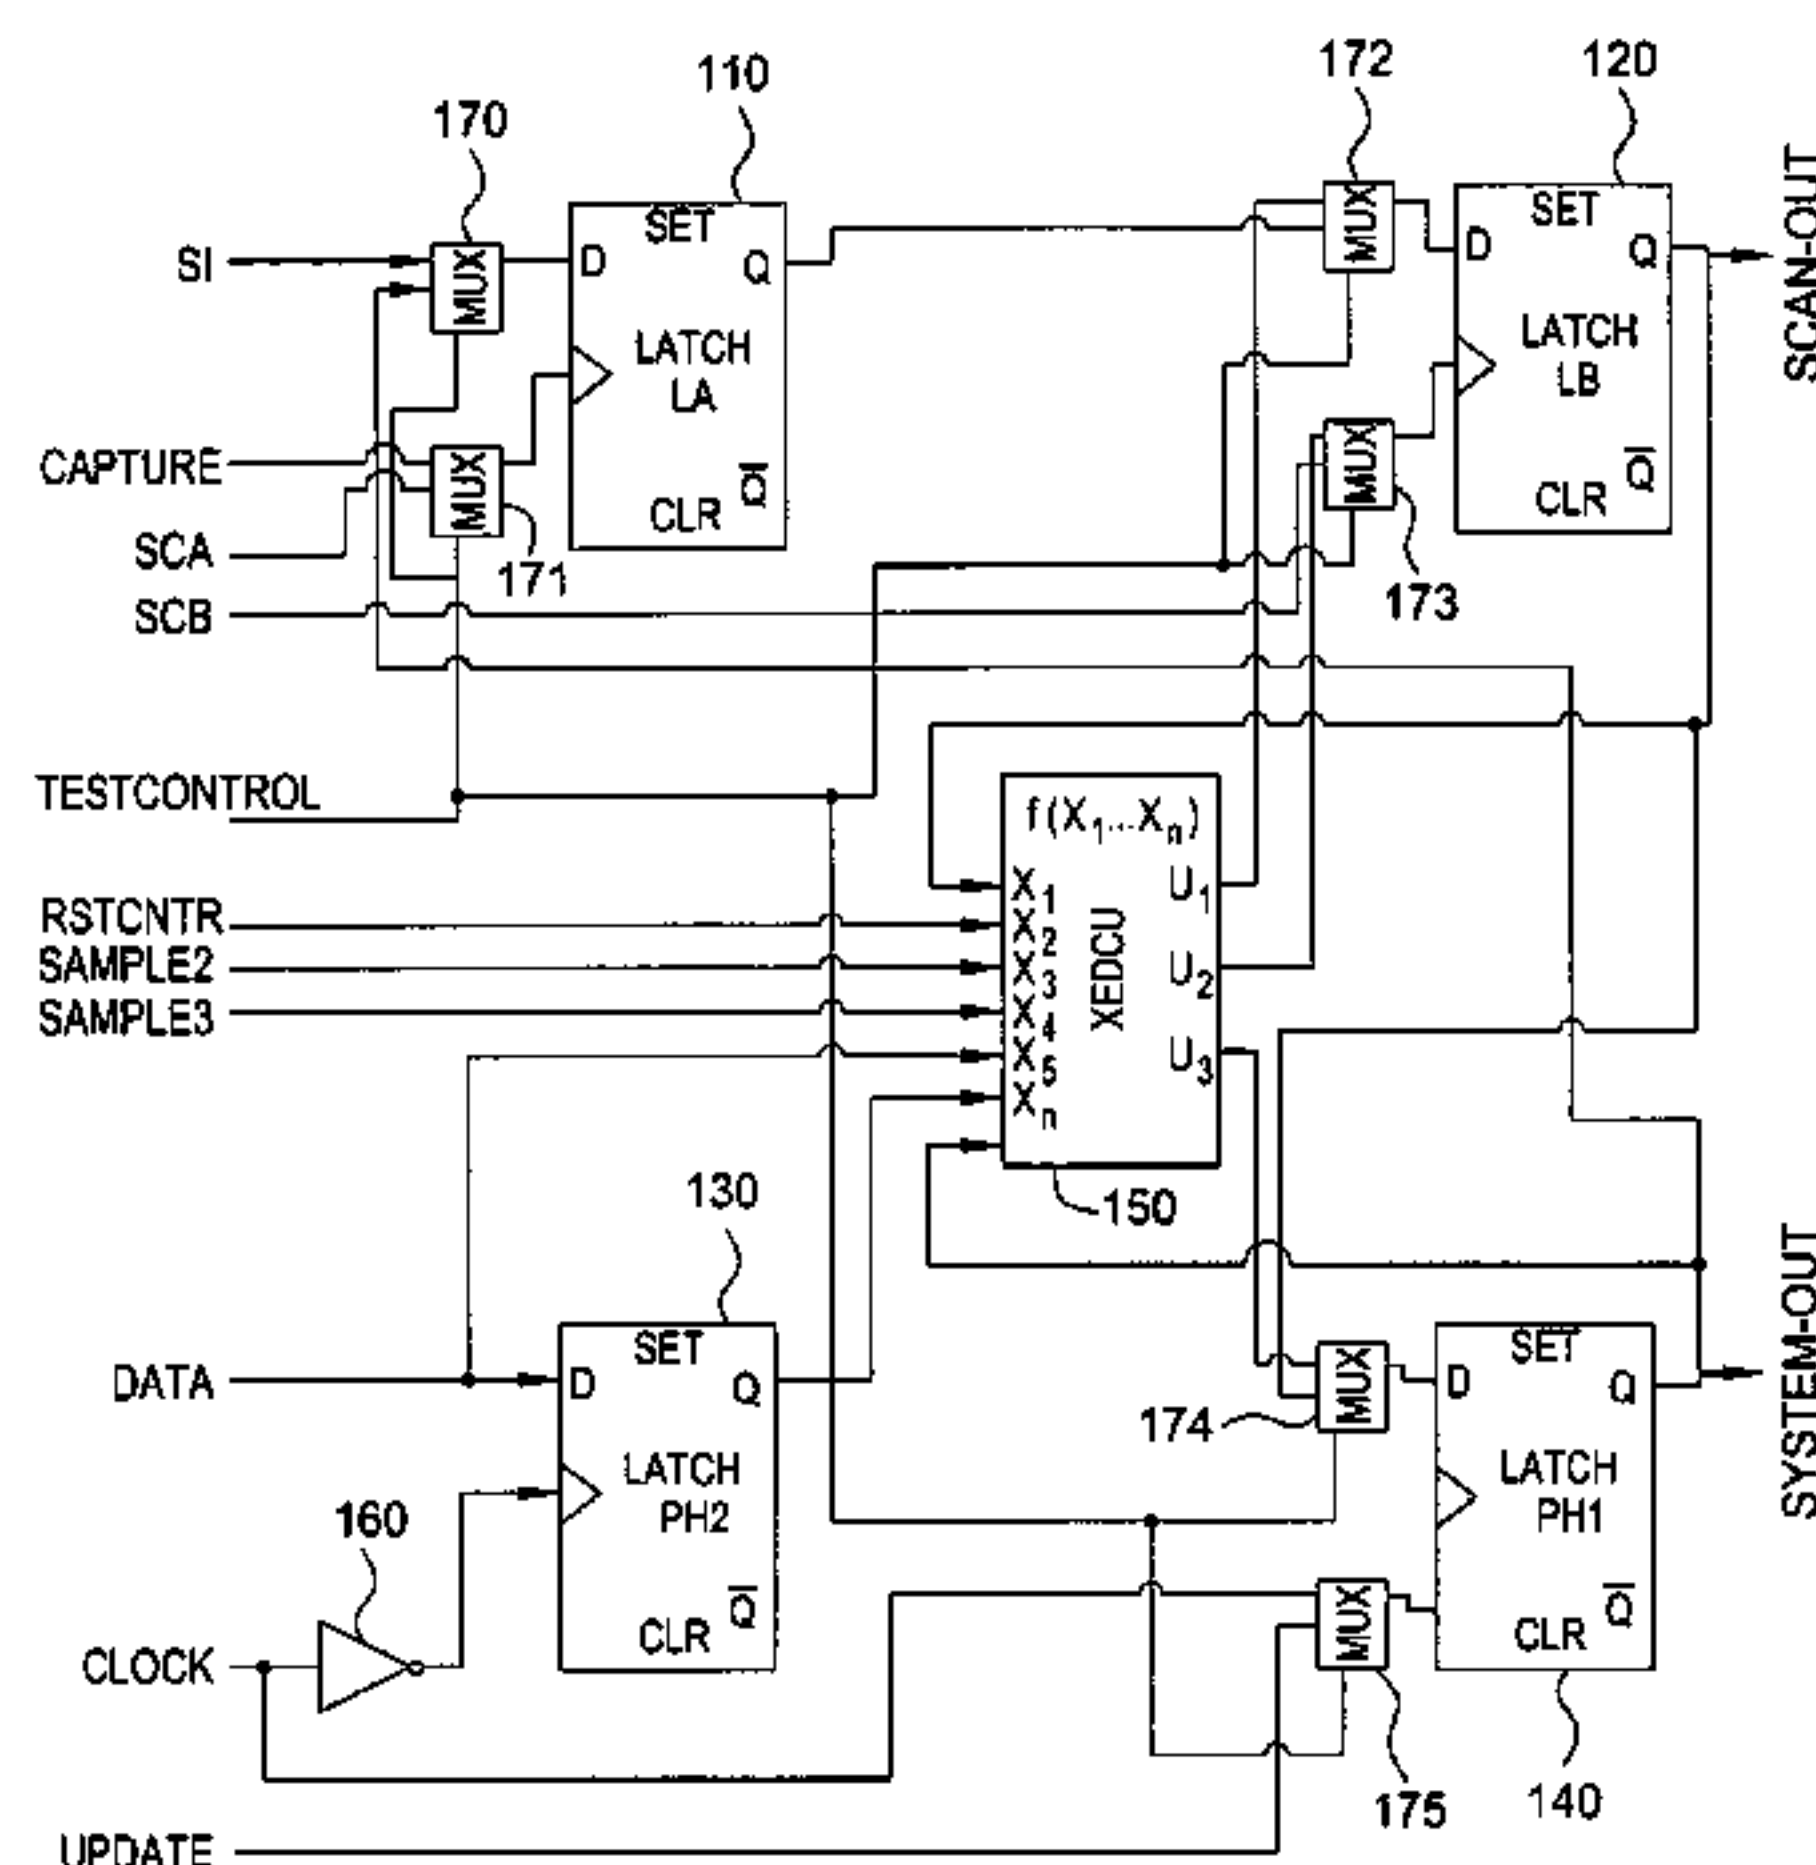 172
120
110
170
SCAN-OUT
SI
MUX
D
SET
Q
LATCH
LA
Q
CLR
MUX
D
SET
Q
LATCH
LB
Q
CLR
CAPTURE
MUX
171
SCA
SCB
MUX
173
TESTCONTROL
f(X1...Xn)
RSTCNTR
SAMPLE2
SAMPLE3
X1
X2
X3
X4
X5
Xn
XEDCU
U1
U2
U3
150
130
SYSTEM-OUT
DATA
D
SET
Q
LATCH
PH2
Q
CLR
174
MUX
D
SET
Q
LATCH
PH1
Q
CLR
160
CLOCK
MUX
175
140
UPDATE